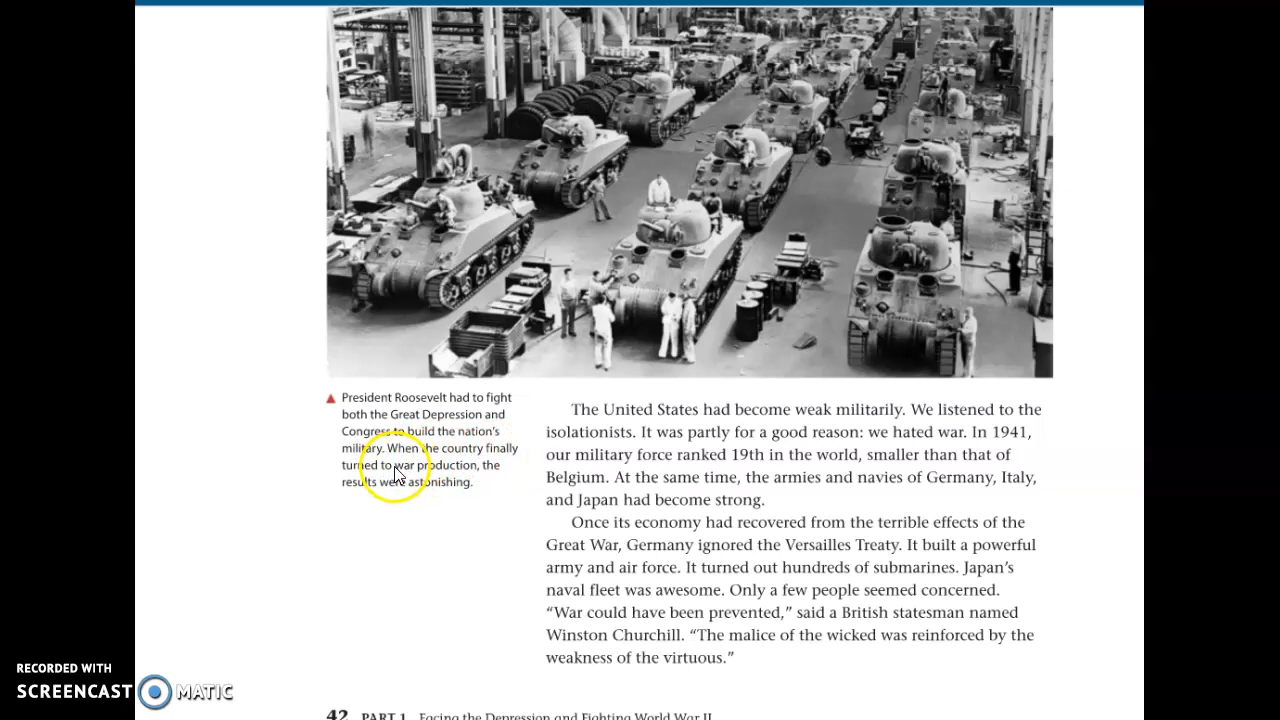 ▲ President Roosevelt had to fight
both the Great Depression and
Congress to build the nation's
military. When the country finally
turned to war production, the
results were astonishing.
The United States had become weak militarily. We listened to the
isolationists. It was partly for a good reason: we hated war. In 1941,
our military force ranked 19th in the world, smaller than that of
Belgium. At the same time, the armies and navies of Germany, Italy,
and Japan had become strong.
Once its economy had recovered from the terrible effects of the
Great War, Germany ignored the Versailles Treaty. It built a powerful
army and air force. It turned out hundreds of submarines. Japan's
naval fleet was awesome. Only a few people seemed concerned.
“War could have been prevented,” said a British statesman named
Winston Churchill. “The malice of the wicked was reinforced by the
weakness of the virtuous.”
42 PART 1 Facing the Depression and Fighting World War II
RECORDED WITH
SCREENCAST MATIC